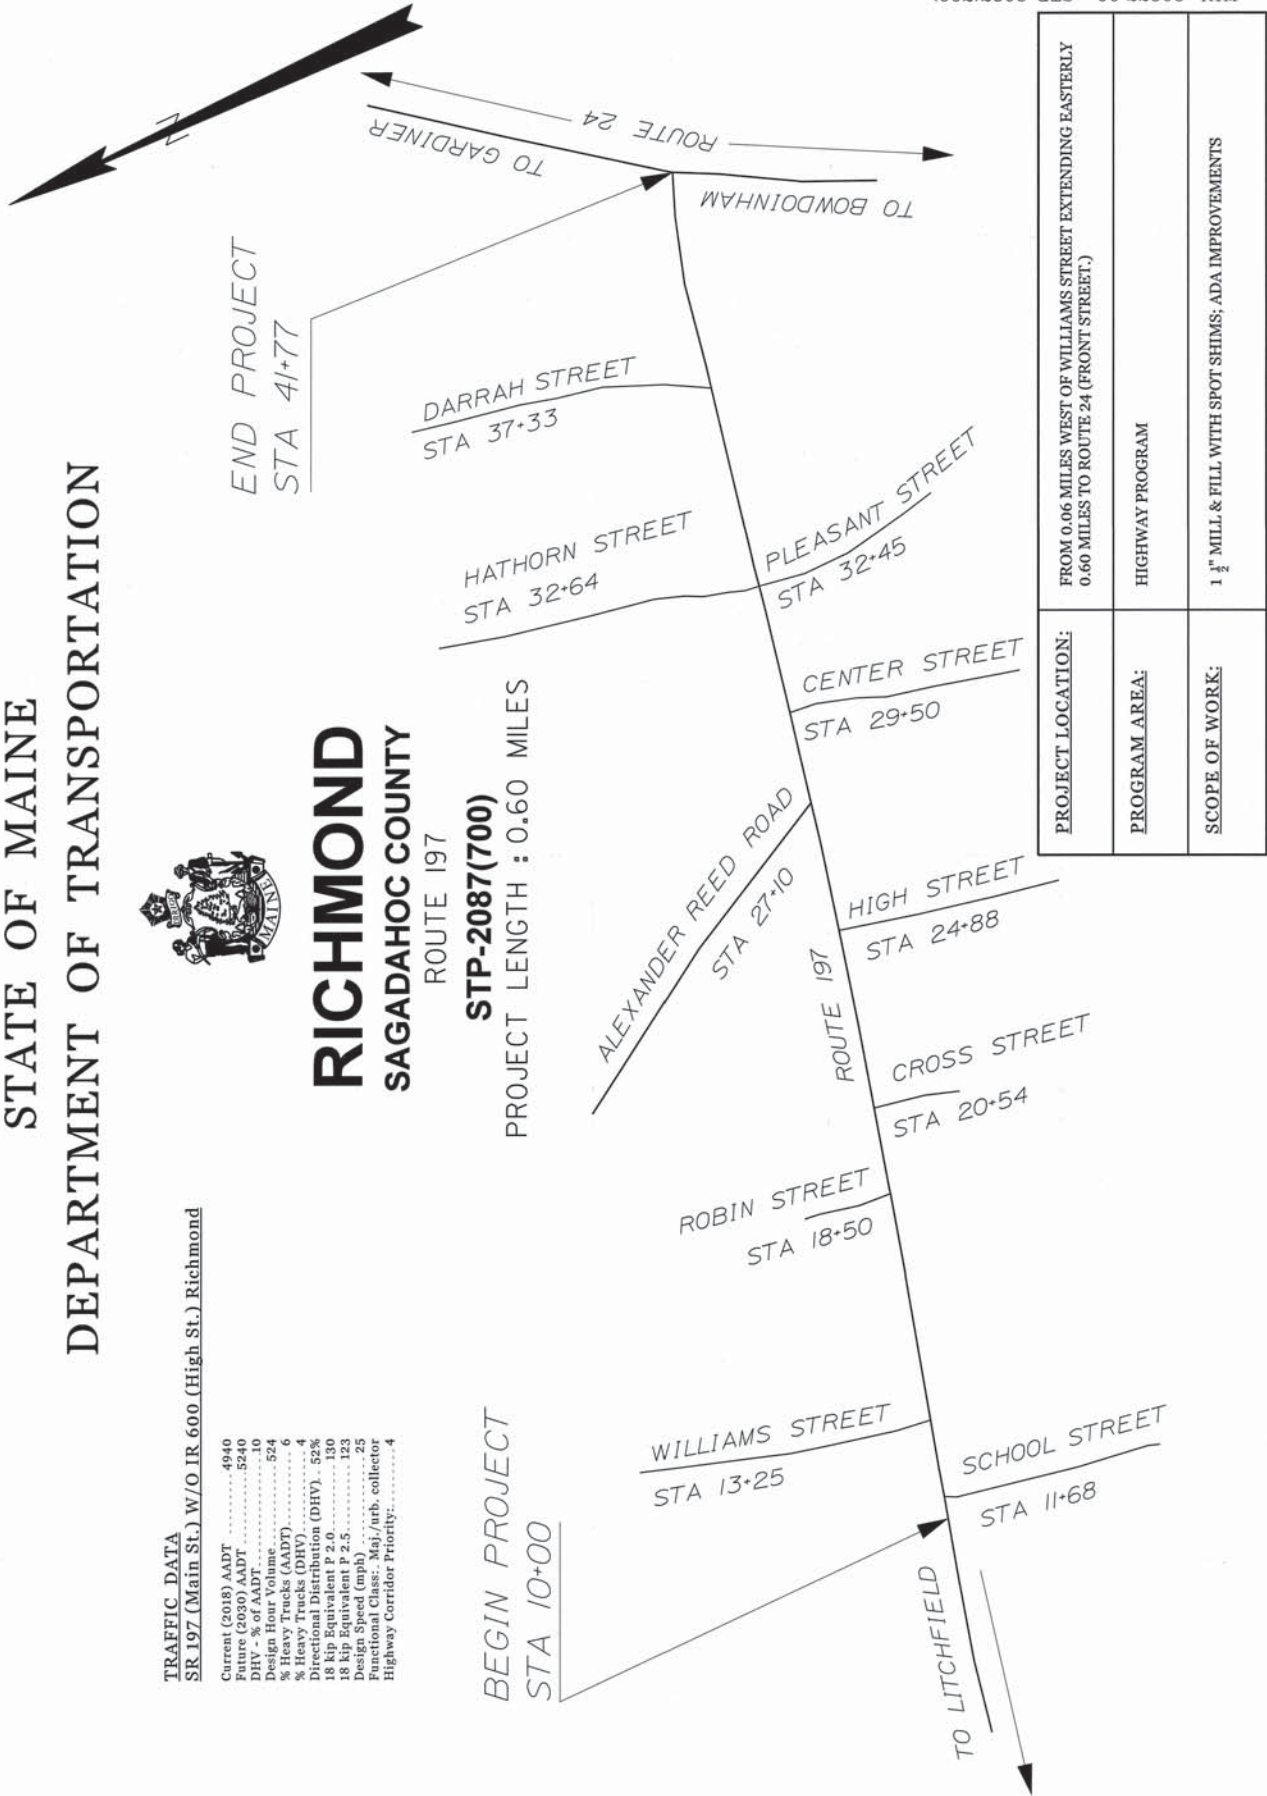 STATE OF MAINE
DEPARTMENT OF TRANSPORTATION
TRAFFIC DATA
SR 197 (Main St.) W/O IR 600 (High St.) Richmond
Current (2018) AADT 4940
Future (2030) AADT 5240
DHV - % of AADT 10
Design Hour Volume 524
% Heavy Trucks (AADT) 6
% Heavy Trucks (DHV) 4
Directional Distribution (DHV) 52%
18 kip Equivalent P 2.0 130
18 kip Equivalent P 2.5 123
Design Speed (mph) 25
Functional Class: Maj./urb. collector
Highway Corridor Priority: 4
DIRIGO
MAINE
RICHMOND
SAGADAHOC COUNTY
ROUTE 197
STP-2087(700)
PROJECT LENGTH : 0.60 MILES
N
BEGIN PROJECT
STA 10+00
END PROJECT
STA 41+77
WILLIAMS STREET
STA 13+25
ROBIN STREET
STA 18+50
ALEXANDER REED ROAD
STA 27+10
HATHORN STREET
STA 32+64
DARRAH STREET
STA 37+33
TO GARDINER
ROUTE 24
TO BOWDOINHAM
TO LITCHFIELD
SCHOOL STREET
STA 11+68
CROSS STREET
STA 20+54
ROUTE 197
HIGH STREET
STA 24+88
CENTER STREET
STA 29+50
PLEASANT STREET
STA 32+45
PROJECT LOCATION:
FROM 0.06 MILES WEST OF WILLIAMS STREET EXTENDING EASTERLY
0.60 MILES TO ROUTE 24 (FRONT STREET.)
PROGRAM AREA:
HIGHWAY PROGRAM
SCOPE OF WORK:
1 ½" MILL & FILL WITH SPOT SHIMS; ADA IMPROVEMENTS